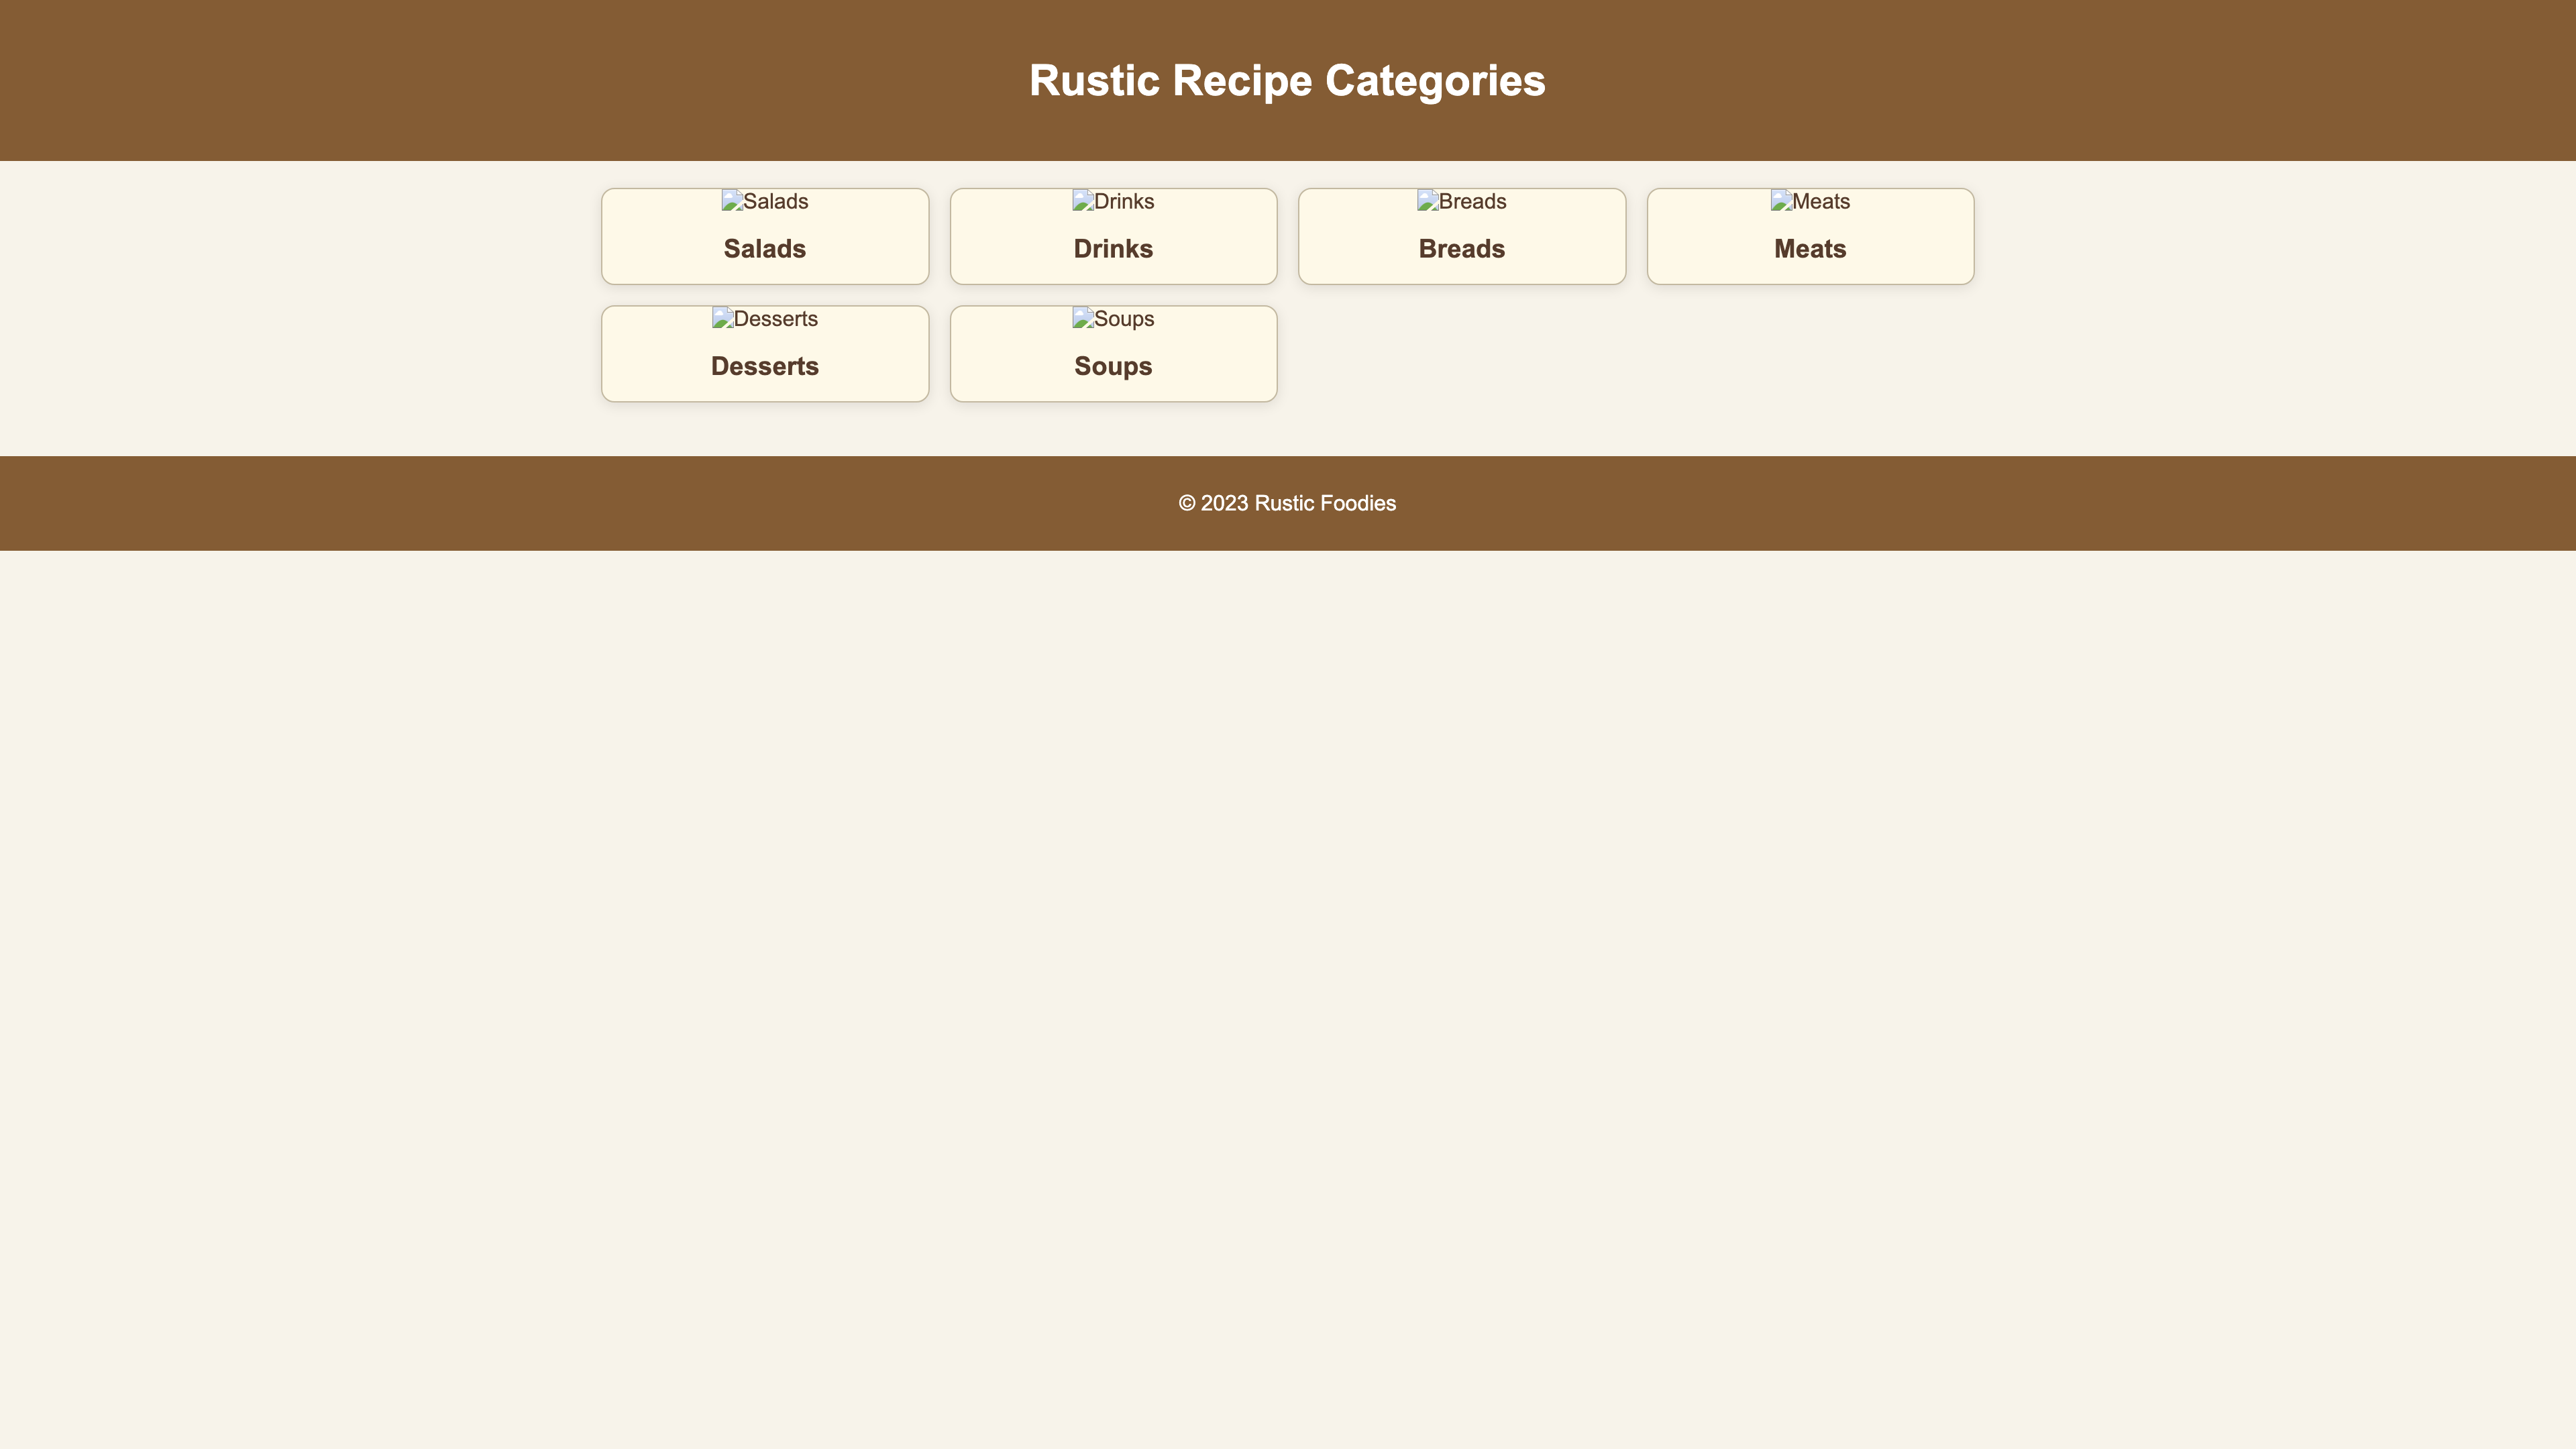 Rustic Recipe Categories
Salads
Drinks
Breads
Meats
Salads
Drinks
Breads
Meats
Desserts
Soups
Desserts
Soups
© 2023 Rustic Foodies